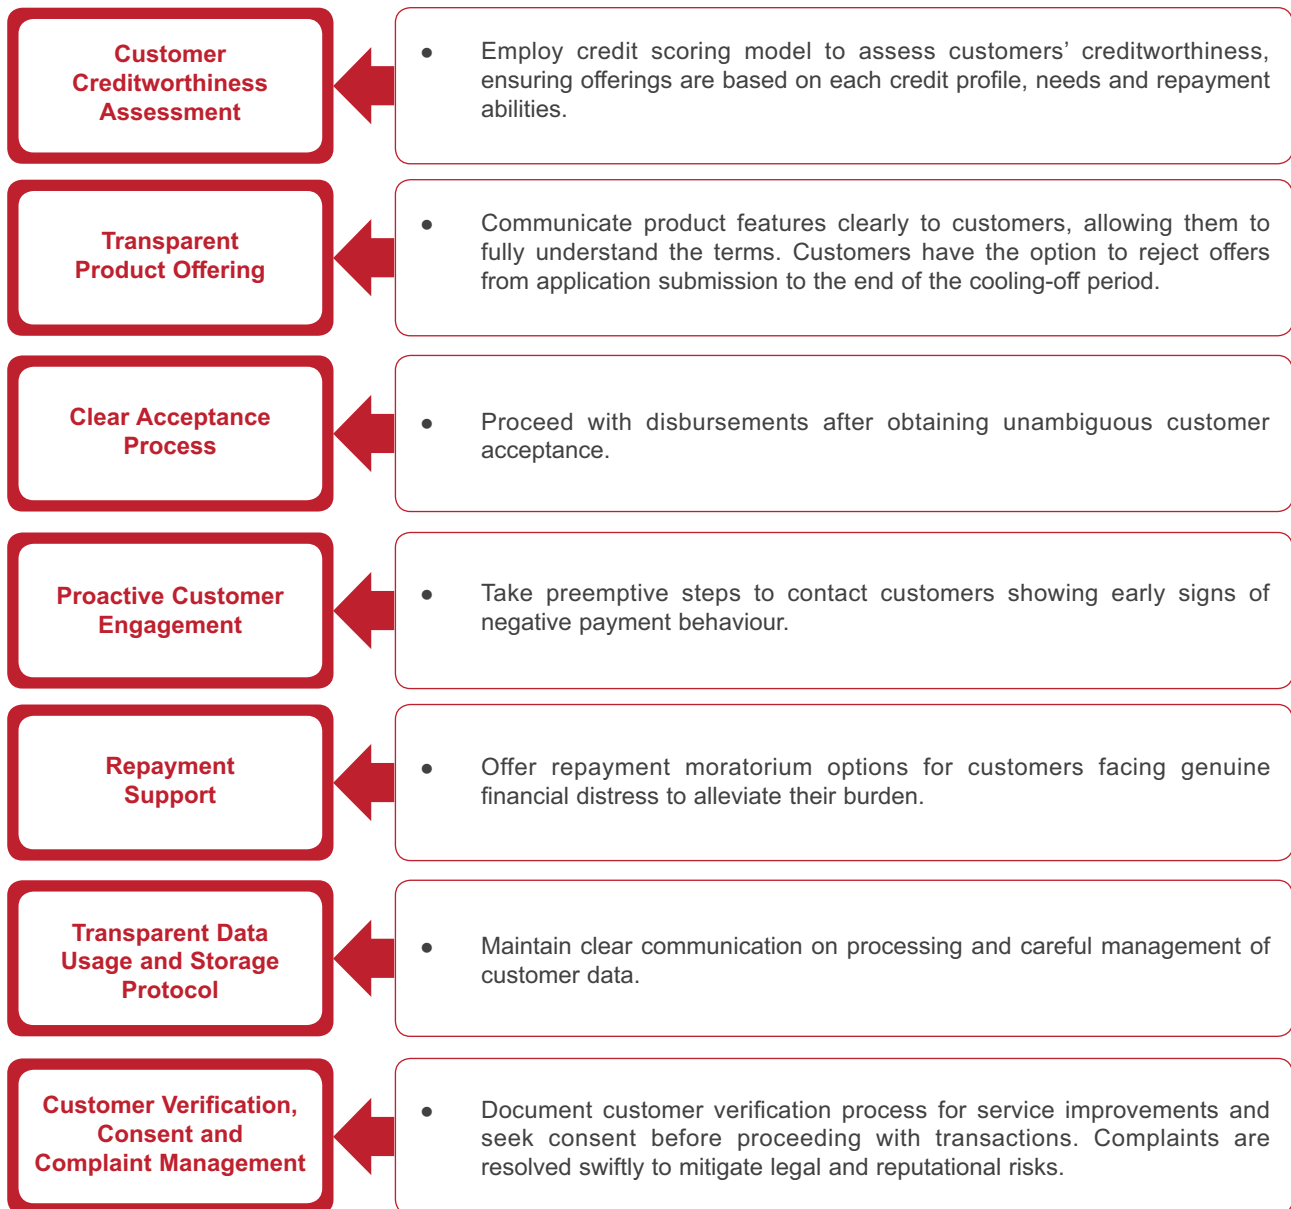 Customer
Creditworthiness
Assessment
● Employ credit scoring model to assess customers’ creditworthiness,
ensuring offerings are based on each credit profile, needs and repayment
abilities.
Transparent
Product Offering
● Communicate product features clearly to customers, allowing them to
fully understand the terms. Customers have the option to reject offers
from application submission to the end of the cooling-off period.
Clear Acceptance
Process
● Proceed with disbursements after obtaining unambiguous customer
acceptance.
Proactive Customer
Engagement
● Take preemptive steps to contact customers showing early signs of
negative payment behaviour.
Repayment
Support
● Offer repayment moratorium options for customers facing genuine
financial distress to alleviate their burden.
Transparent Data
Usage and Storage
Protocol
● Maintain clear communication on processing and careful management of
customer data.
Customer Verification,
Consent and
Complaint Management
● Document customer verification process for service improvements and
seek consent before proceeding with transactions. Complaints are
resolved swiftly to mitigate legal and reputational risks.